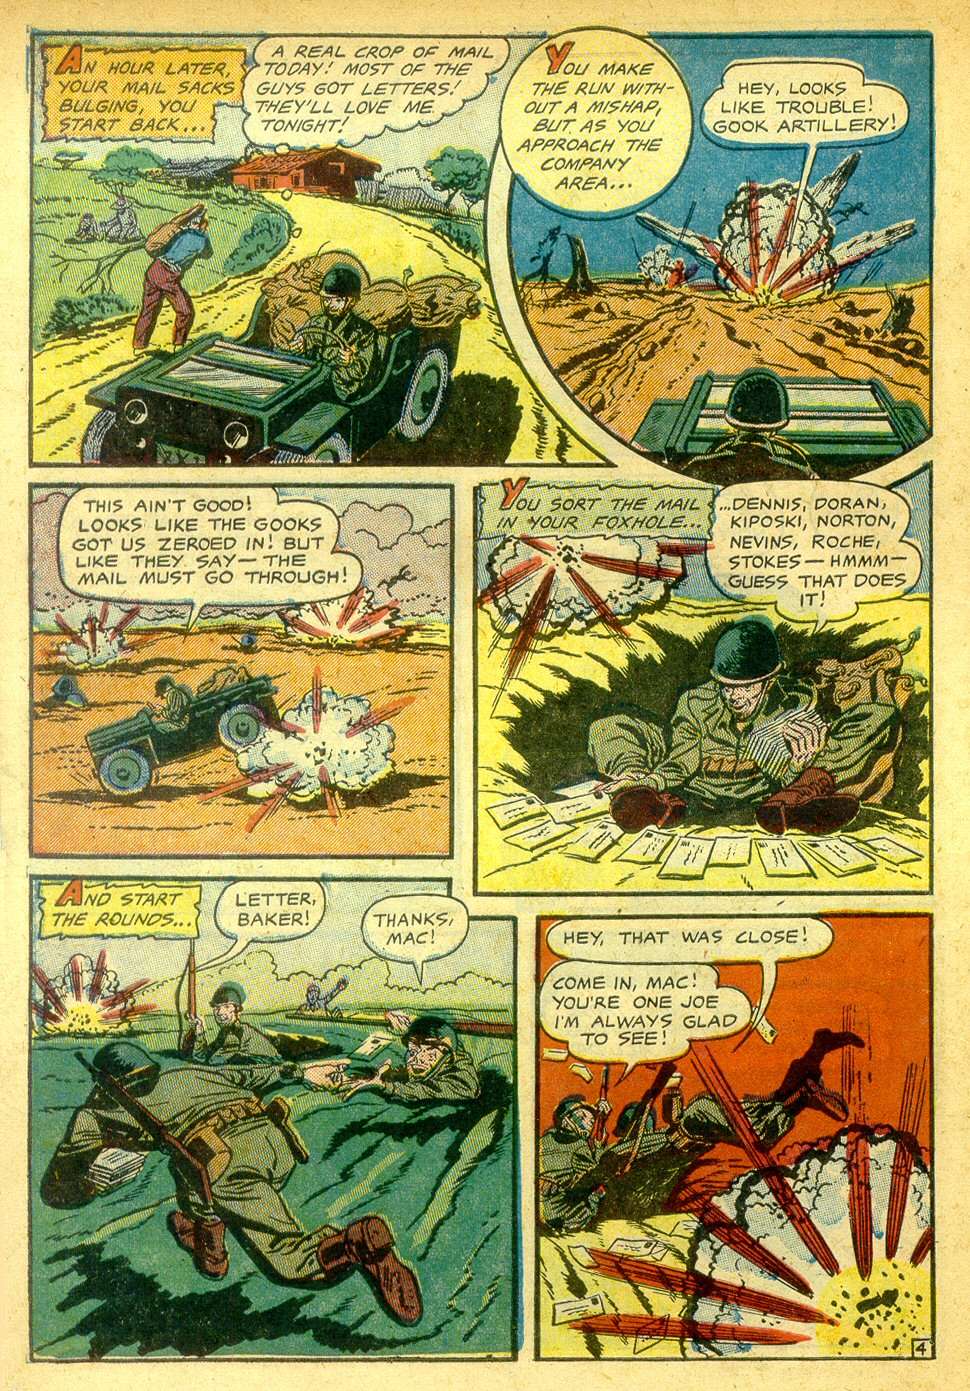 AN HOUR LATER,
YOUR MAIL SACKS
BULGING, YOU
START BACK...
A REAL CROP OF MAIL
TODAY! MOST OF THE
GUYS GOT LETTERS!
THEY'LL LOVE ME
TONIGHT!
YOU MAKE
THE RUN WITH-
OUT A MISHAP,
BUT AS YOU
APPROACH THE
COMPANY
AREA...
HEY, LOOKS
LIKE TROUBLE!
GOOK ARTILLERY!
THIS AIN'T GOOD!
LOOKS LIKE THE GOOKS
GOT US ZEROED IN! BUT
LIKE THEY SAY—THE
MAIL MUST GO THROUGH!
YOU SORT THE MAIL
IN YOUR FOXHOLE...
...DENNIS, DORAN,
KIPOSKI, NORTON,
NEVINS, ROCHE,
STOKES—HMMM—
GUESS THAT DOES
IT!
AND START
THE ROUNDS...
LETTER,
BAKER!
THANKS,
MAC!
HEY, THAT WAS CLOSE!
COME IN, MAC!
YOU'RE ONE JOE
I'M ALWAYS GLAD
TO SEE!
4